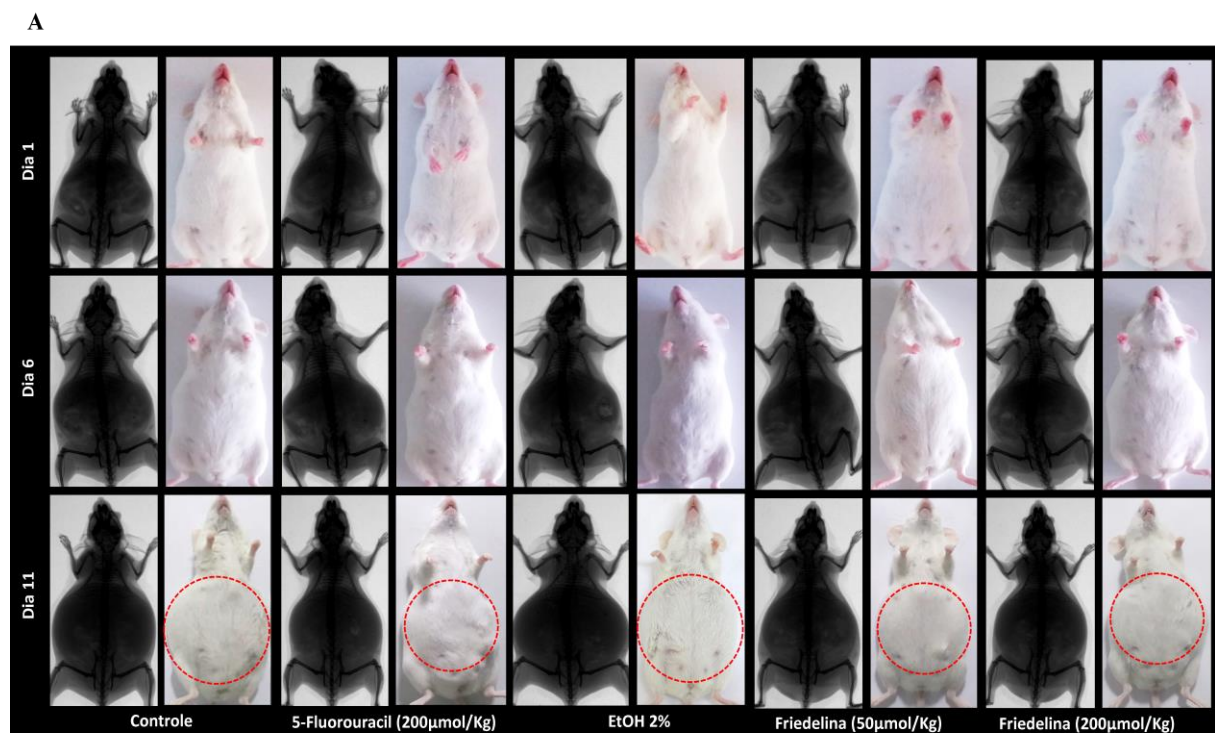 A
Dia 1
Dia 6
Dia 11
Controle
5-Fluorouracil (200µmol/Kg)
EtOH 2%
Friedelina (50µmol/Kg)
Friedelina (200µmol/Kg)